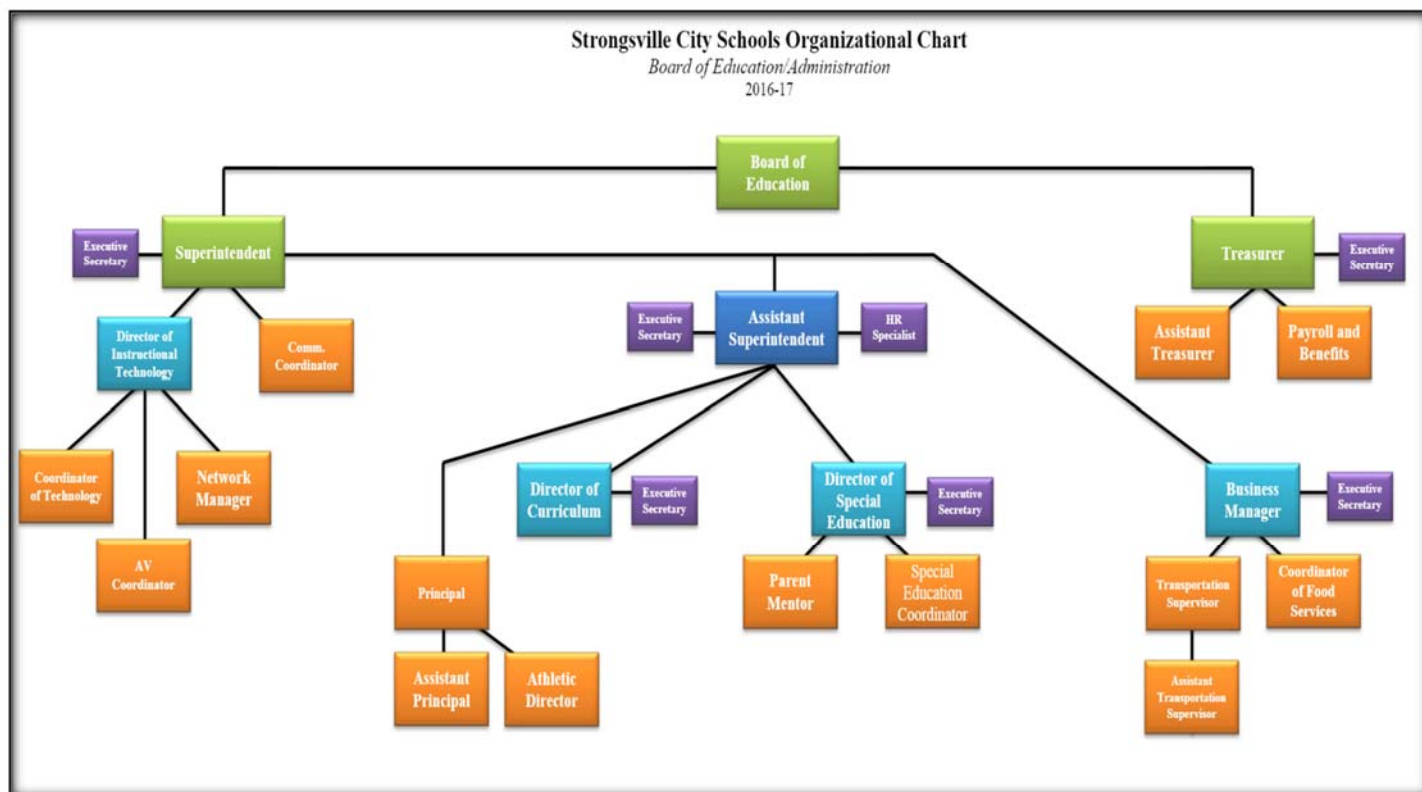 Strongsville City Schools Organizational Chart
Board of Education/Administration
2016-17
Board of
Education
Executive
Secretary
Superintendent
Treasurer
Executive
Secretary
Director of
Instructional
Technology
Comm.
Coordinator
Executive
Secretary
Assistant
Superintendent
HR
Specialist
Assistant
Treasurer
Payroll and
Benefits
Coordinator
of Technology
Network
Manager
AV
Coordinator
Director of
Curriculum
Executive
Secretary
Director of
Special
Education
Executive
Secretary
Business
Manager
Executive
Secretary
Principal
Parent
Mentor
Special
Education
Coordinator
Transportation
Supervisor
Coordinator
of Food
Services
Assistant
Principal
Athletic
Director
Assistant
Transportation
Supervisor